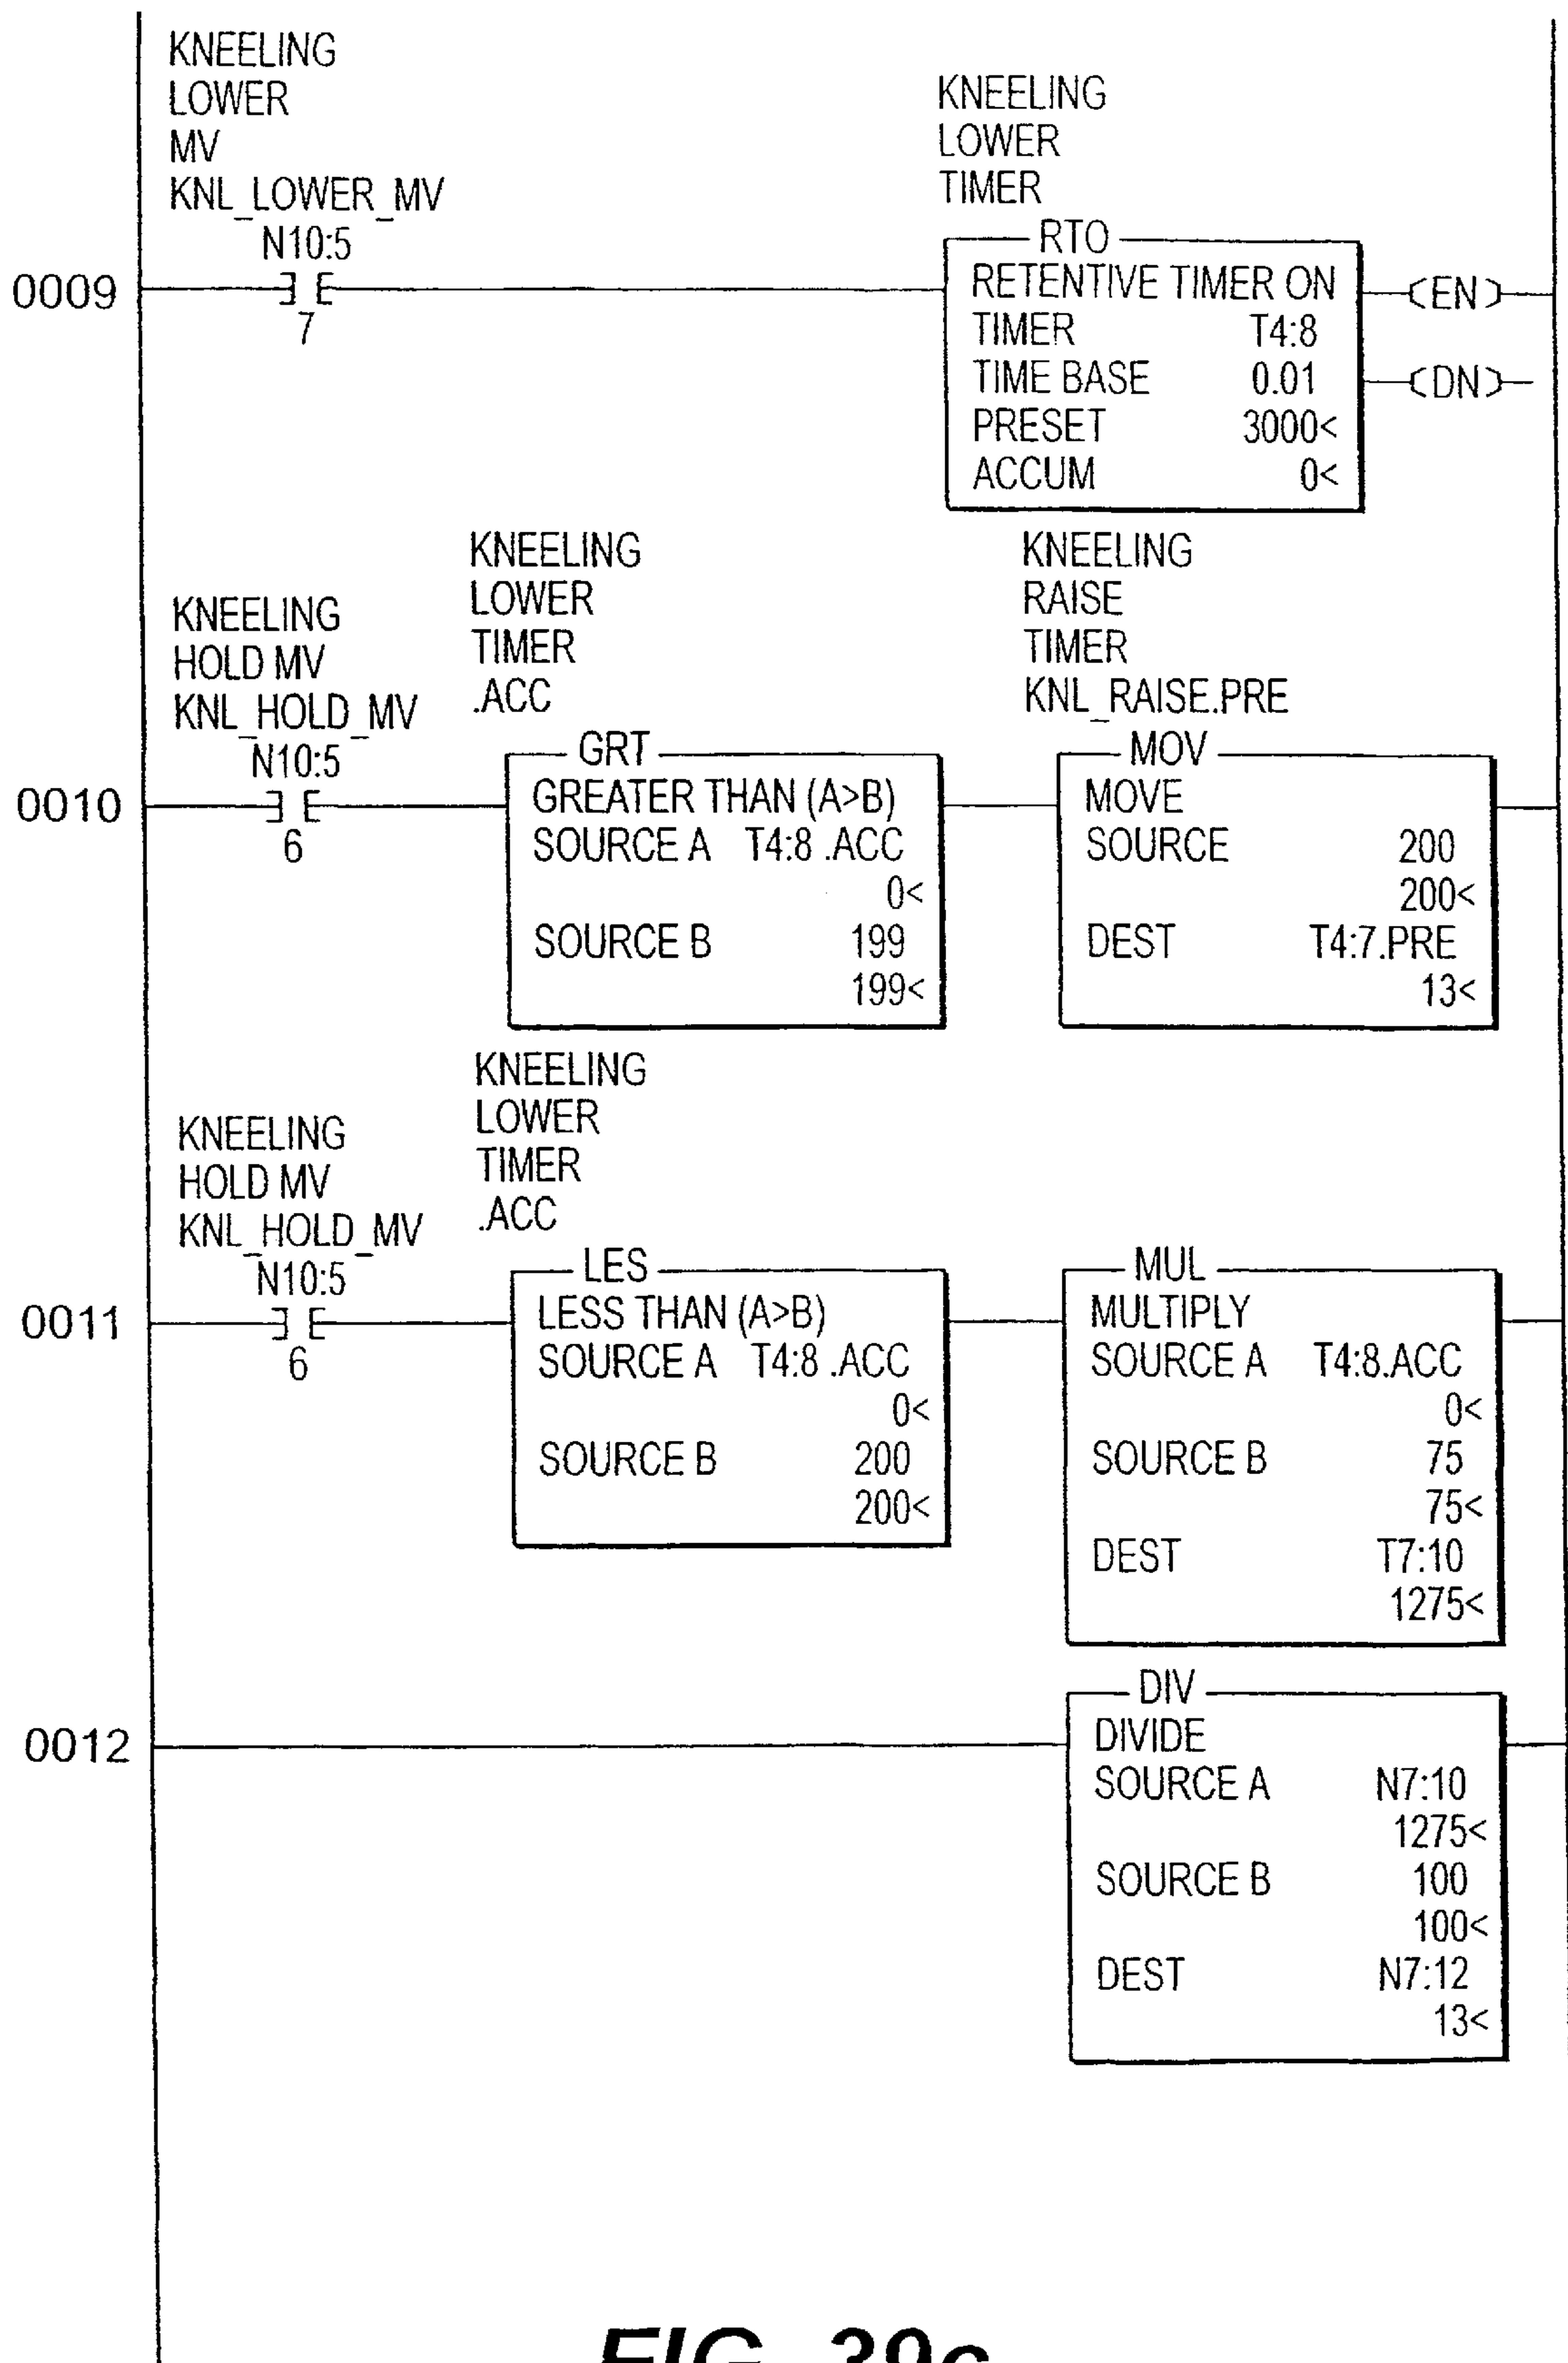 KNEELING
LOWER
MV
KNL_LOWER_MV
N10:5
7
KNEELING
LOWER
TIMER
0009
RTO
RETENTIVE TIMER ON
TIMER T4:8
TIME BASE 0.01
PRESET 3000<
ACCUM 0<
(EN)
(DN)
KNEELING
HOLD MV
KNL_HOLD_MV
N10:5
6
KNEELING
LOWER
TIMER
.ACC
KNEELING
RAISE
TIMER
KNL_RAISE.PRE
0010
GRT
GREATER THAN (A>B)
SOURCE A T4:8 .ACC
0<
SOURCE B 199
199<
MOV
MOVE
SOURCE 200
200<
DEST T4:7.PRE
13<
KNEELING
HOLD MV
KNL_HOLD_MV
N10:5
6
KNEELING
LOWER
TIMER
.ACC
0011
LES
LESS THAN (A>B)
SOURCE A T4:8 .ACC
0<
SOURCE B 200
200<
MUL
MULTIPLY
SOURCE A T4:8.ACC
0<
SOURCE B 75
75<
DEST T7:10
1275<
0012
DIV
DIVIDE
SOURCE A N7:10
1275<
SOURCE B 100
100<
DEST N7:12
13<
FIG. 39c